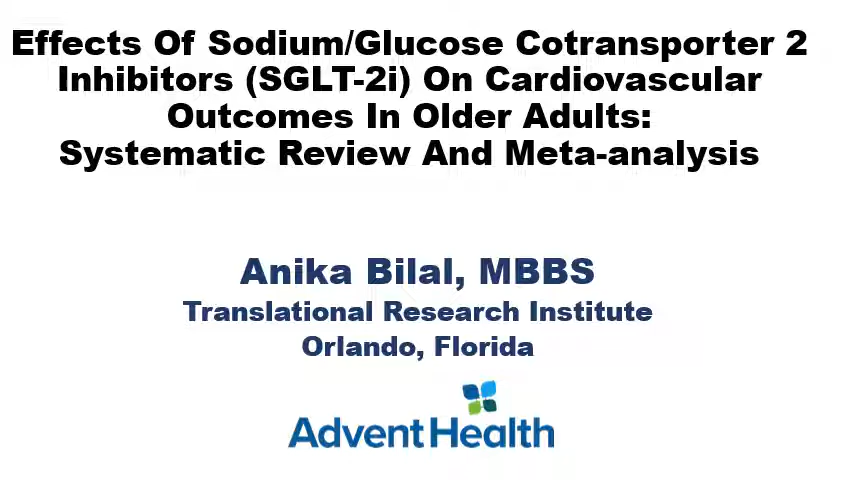 Effects Of Sodium/Glucose Cotransporter 2
Inhibitors (SGLT-2i) On Cardiovascular
Outcomes In Older Adults:
Systematic Review And Meta-analysis
Anika Bilal, MBBS
Translational Research Institute
Orlando, Florida
AdventHealth